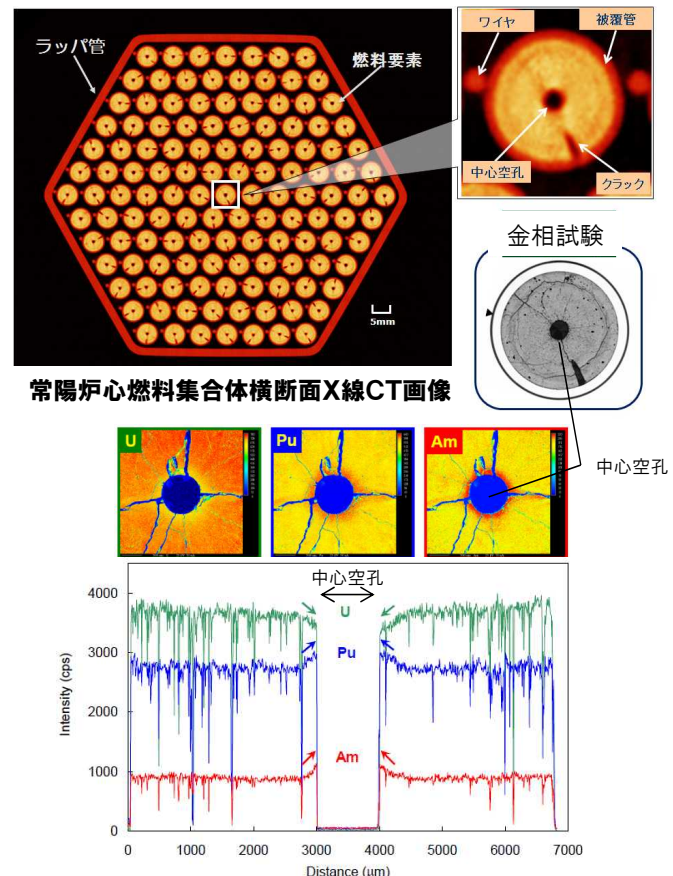 ラッパ管
燃料要素
5mm
ワイヤ
被覆管
中心空孔
クラック
常陽炉心燃料集合体横断面X線CT画像
金相試験
中心空孔
U
Pu
Am
中心空孔
U
Pu
Am
Intensity (cps)
4000
3000
2000
1000
0
0 1000 2000 3000 4000 5000 6000 7000
Distance (μm)